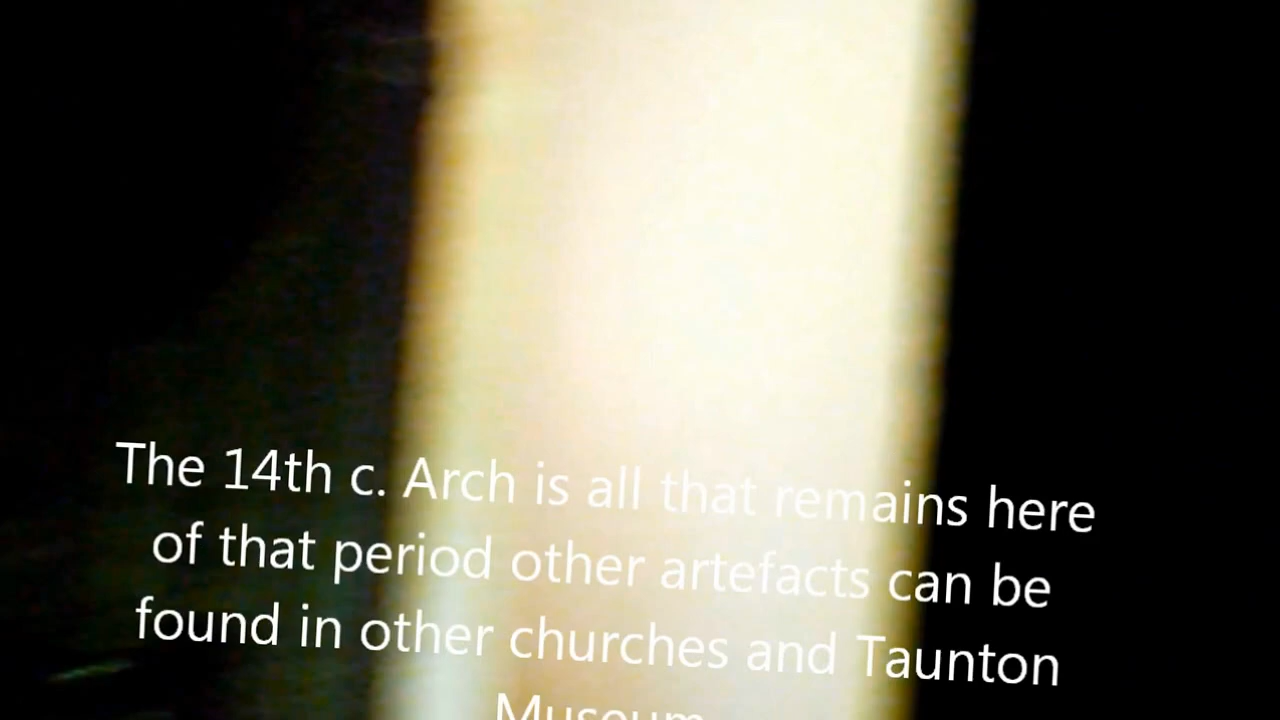 The 14th c. Arch is all that remains here
of that period other artefacts can be
found in other churches and Taunton
Museum